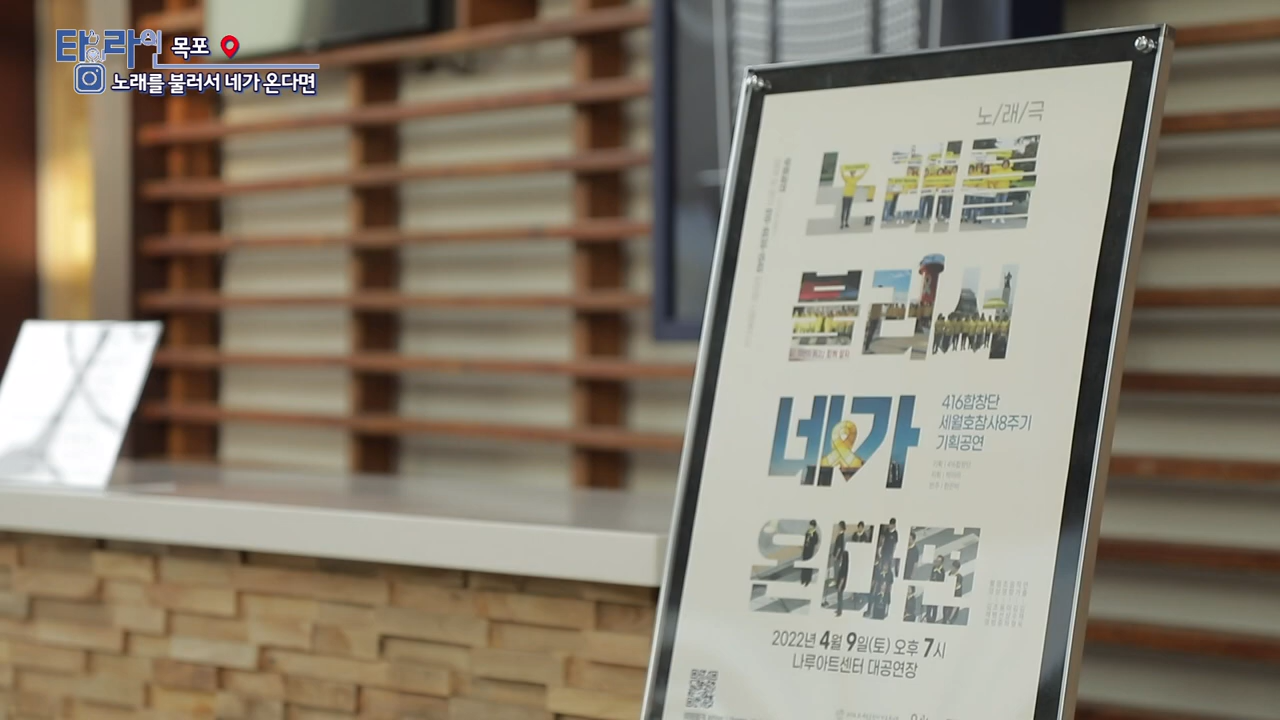 타라이 목포
노래를 불러서 네가 온다면
노/래/극
노래를
불러서
네가
416합창단
세월호참사8주기
기획공연
온다면
2022년 4월 9일(토) 오후 7시
나루아트센터 대공연장